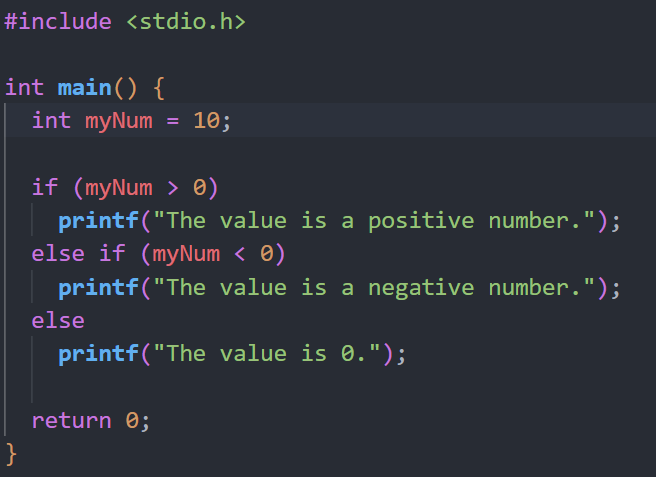 #include <stdio.h>

int main() {
  int myNum = 10;

  if (myNum > 0)
    printf("The value is a positive number.");
  else if (myNum < 0)
    printf("The value is a negative number.");
  else
    printf("The value is 0.");

  return 0;
}